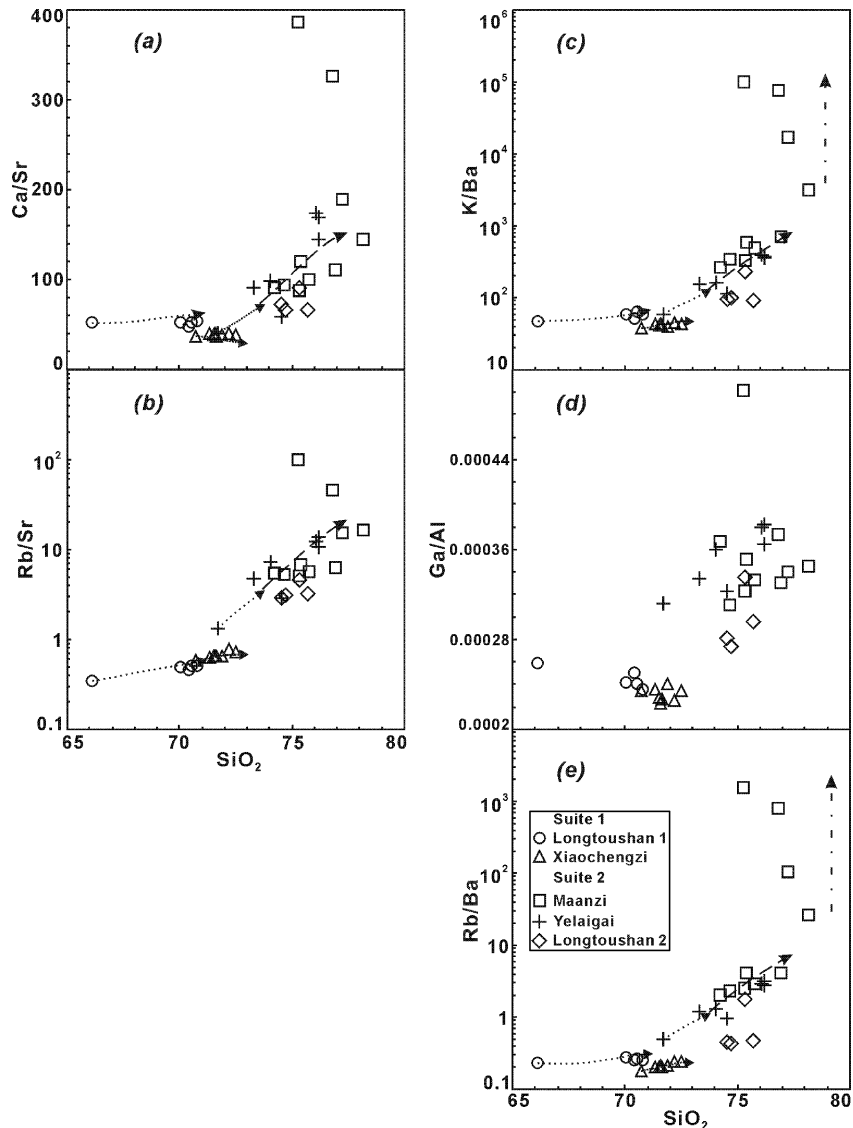 (a)
400
300
200
100
0
Ca/Sr
(b)
10²
10
1
0.1
Rb/Sr
65
70
75
80
SiO₂
(c)
10⁶
10⁵
10⁴
10³
10²
10
K/Ba
(d)
0.00044
0.00036
0.00028
0.0002
Ga/Al
(e)
10³
10²
10
1
0.1
Rb/Ba
Suite 1
Longtoushan 1
Xiaochengzi
Suite 2
Maanzi
Yelaigai
Longtoushan 2
65
70
75
80
SiO₂